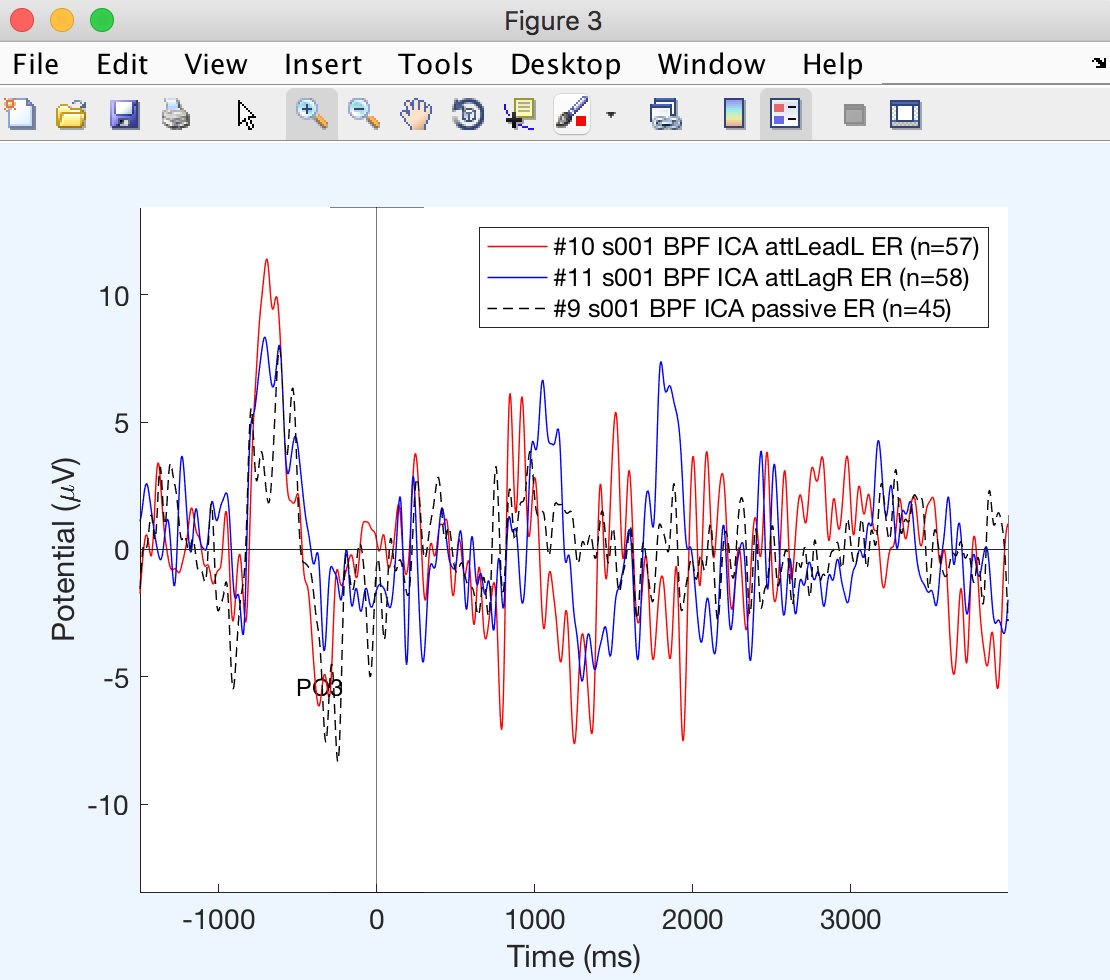 Figure 3
File Edit View Insert Tools Desktop Window Help
#10 s001 BPF ICA attLeadL ER (n=57)
#11 s001 BPF ICA attLagR ER (n=58)
#9 s001 BPF ICA passive ER (n=45)
10
5
0
-5
-10
Potential (μV)
PO3
-1000 0 1000 2000 3000
Time (ms)